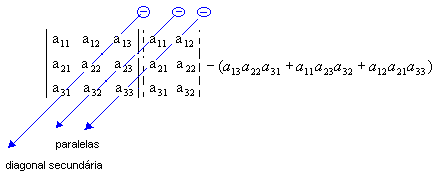 ⊖ ⊖ ⊖
a₁₁ a₁₂ a₁₃ a₁₁ a₁₂
a₂₁ a₂₂ a₂₃ a₂₁ a₂₂ − (a₁₃a₂₂a₃₁ + a₁₁a₂₃a₃₂ + a₁₂a₂₁a₃₃)
a₃₁ a₃₂ a₃₃ a₃₁ a₃₂
paralelas
diagonal secundária